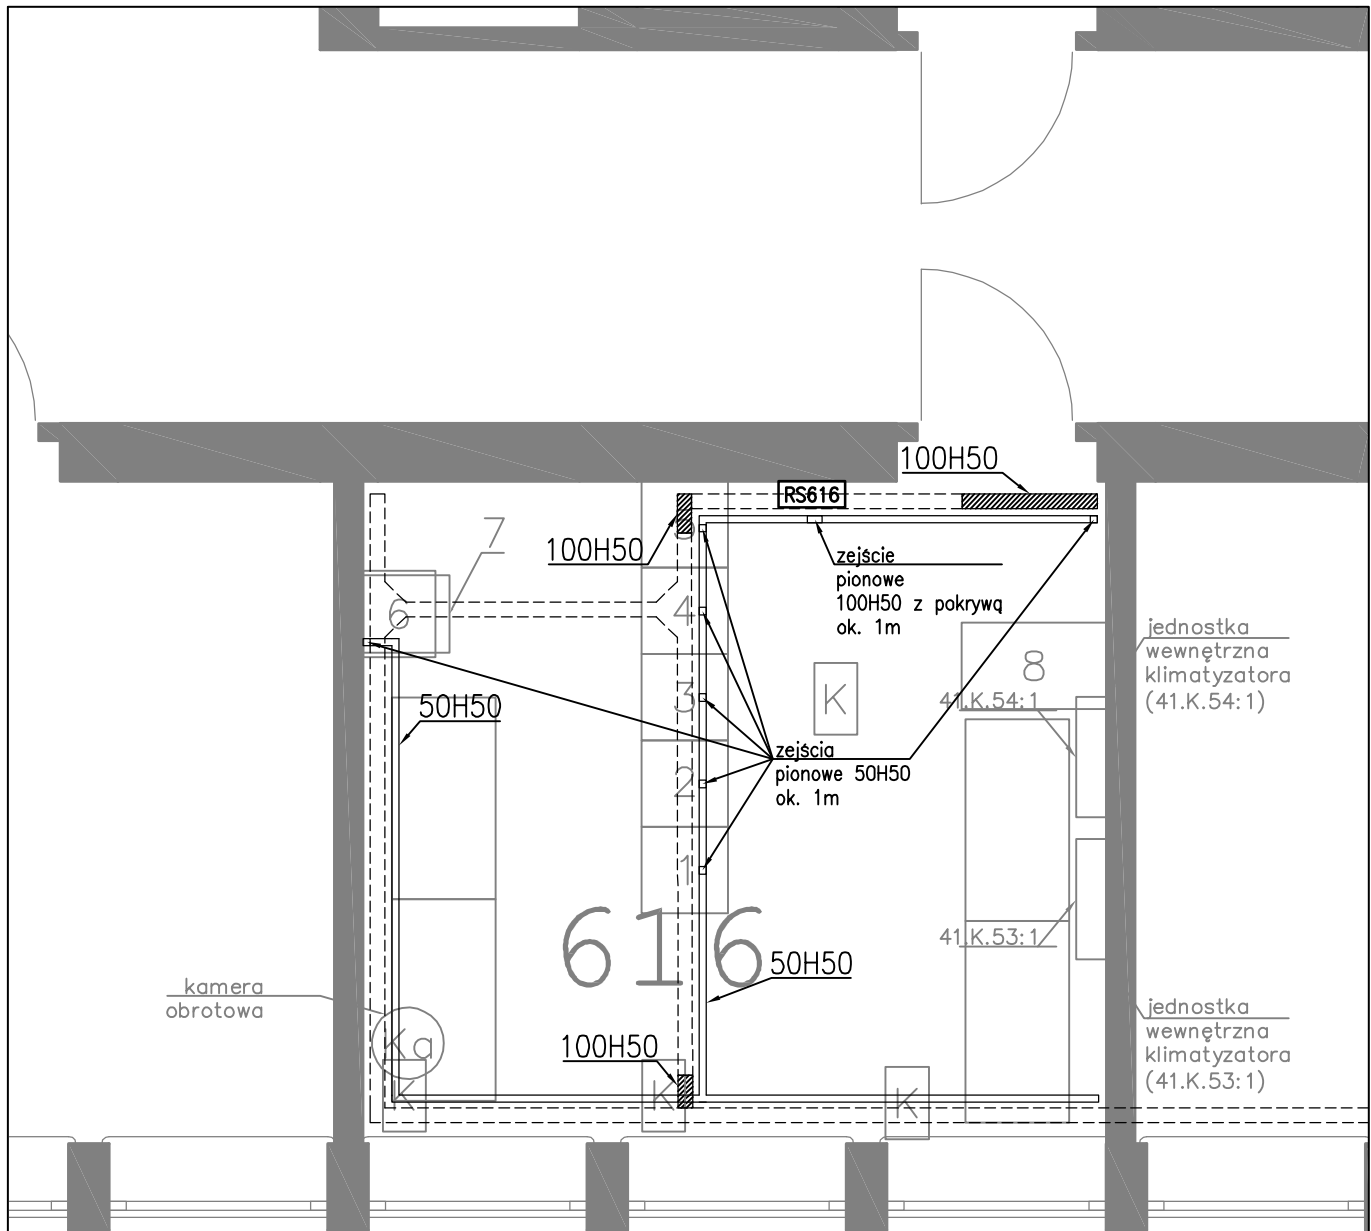 100H50
RS616
7
5
100H50
zejście
pionowe
100H50 z pokrywą
ok. 1m
6
4
jednostka
wewnętrzna
klimatyzatora
(41.K.54:1)
8
3
K
41.K.54:1
50H50
zejścia
pionowe 50H50
ok. 1m
2
1
616
41.K.53:1
50H50
kamera
obrotowa
jednostka
wewnętrzna
klimatyzatora
(41.K.53:1)
Ka
100H50
K
K
K